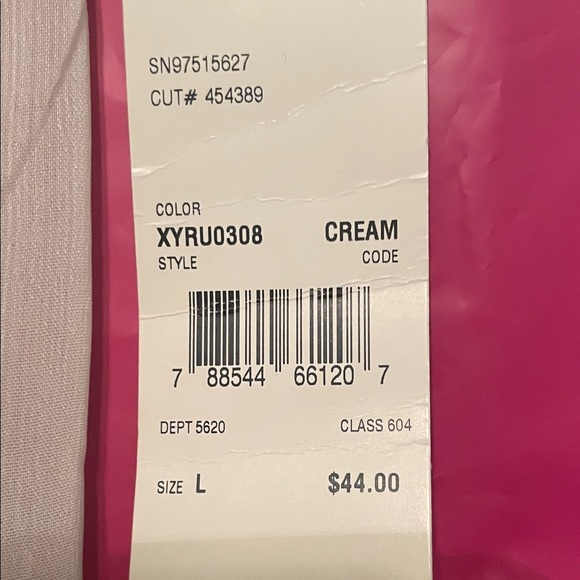 SN97515627
CUT# 454389
COLOR
XYRU0308 CREAM
STYLE CODE
7 88544 66120 7
DEPT 5620 CLASS 604
SIZE L $44.00